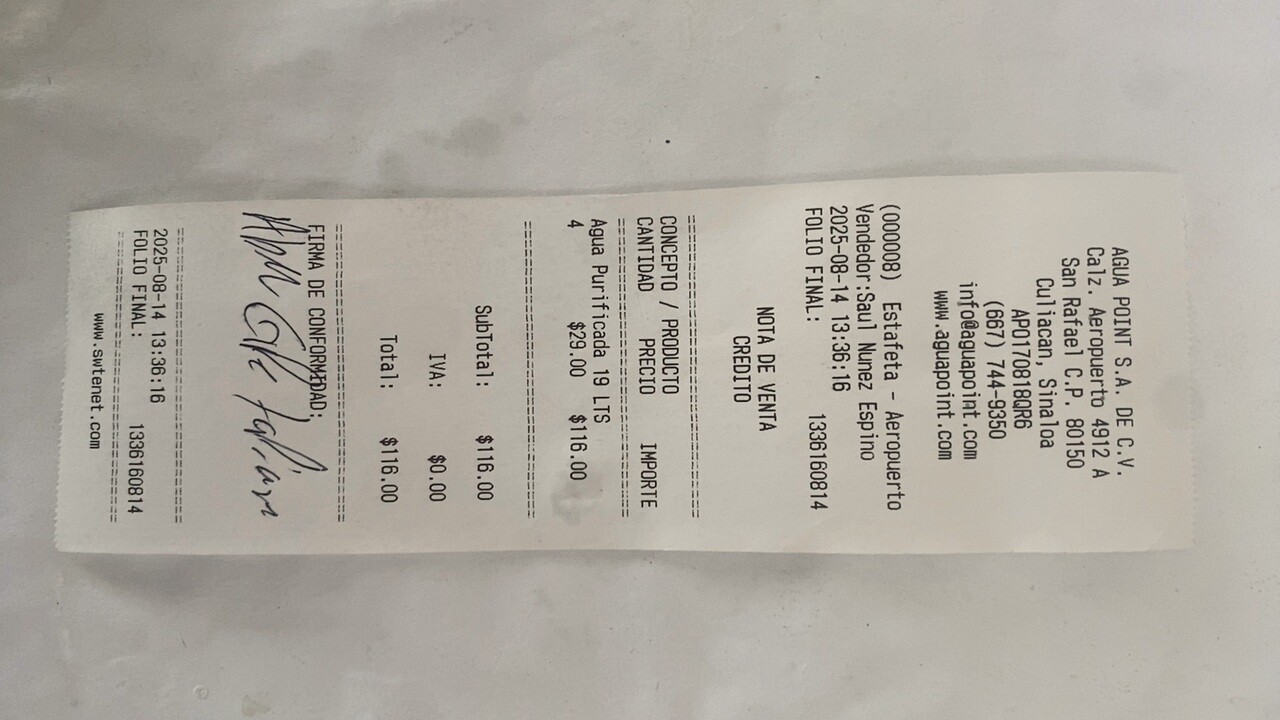 AGUA POINT S.A. DE C.V.
Calz. Aeropuerto 4912 A
San Rafael C.P. 80150
Culiacan, Sinaloa
APO170818QR6
(667) 744-9350
info@aguapoint.com
www.aguapoint.com
(000008) Estafeta - Aeropuerto
Vendedor:Saul Nunez Espino
2025-08-14 13:36:16
FOLIO FINAL: 1336160814
NOTA DE VENTA
CREDITO
CONCEPTO / PRODUCTO
CANTIDAD PRECIO IMPORTE
Agua Purificada 19 LTS
4 $29.00 $116.00
SubTotal: $116.00
IVA: $0.00
Total: $116.00
FIRMA DE CONFORMIDAD:
2025-08-14 13:36:16
FOLIO FINAL: 1336160814
www.swtenet.com